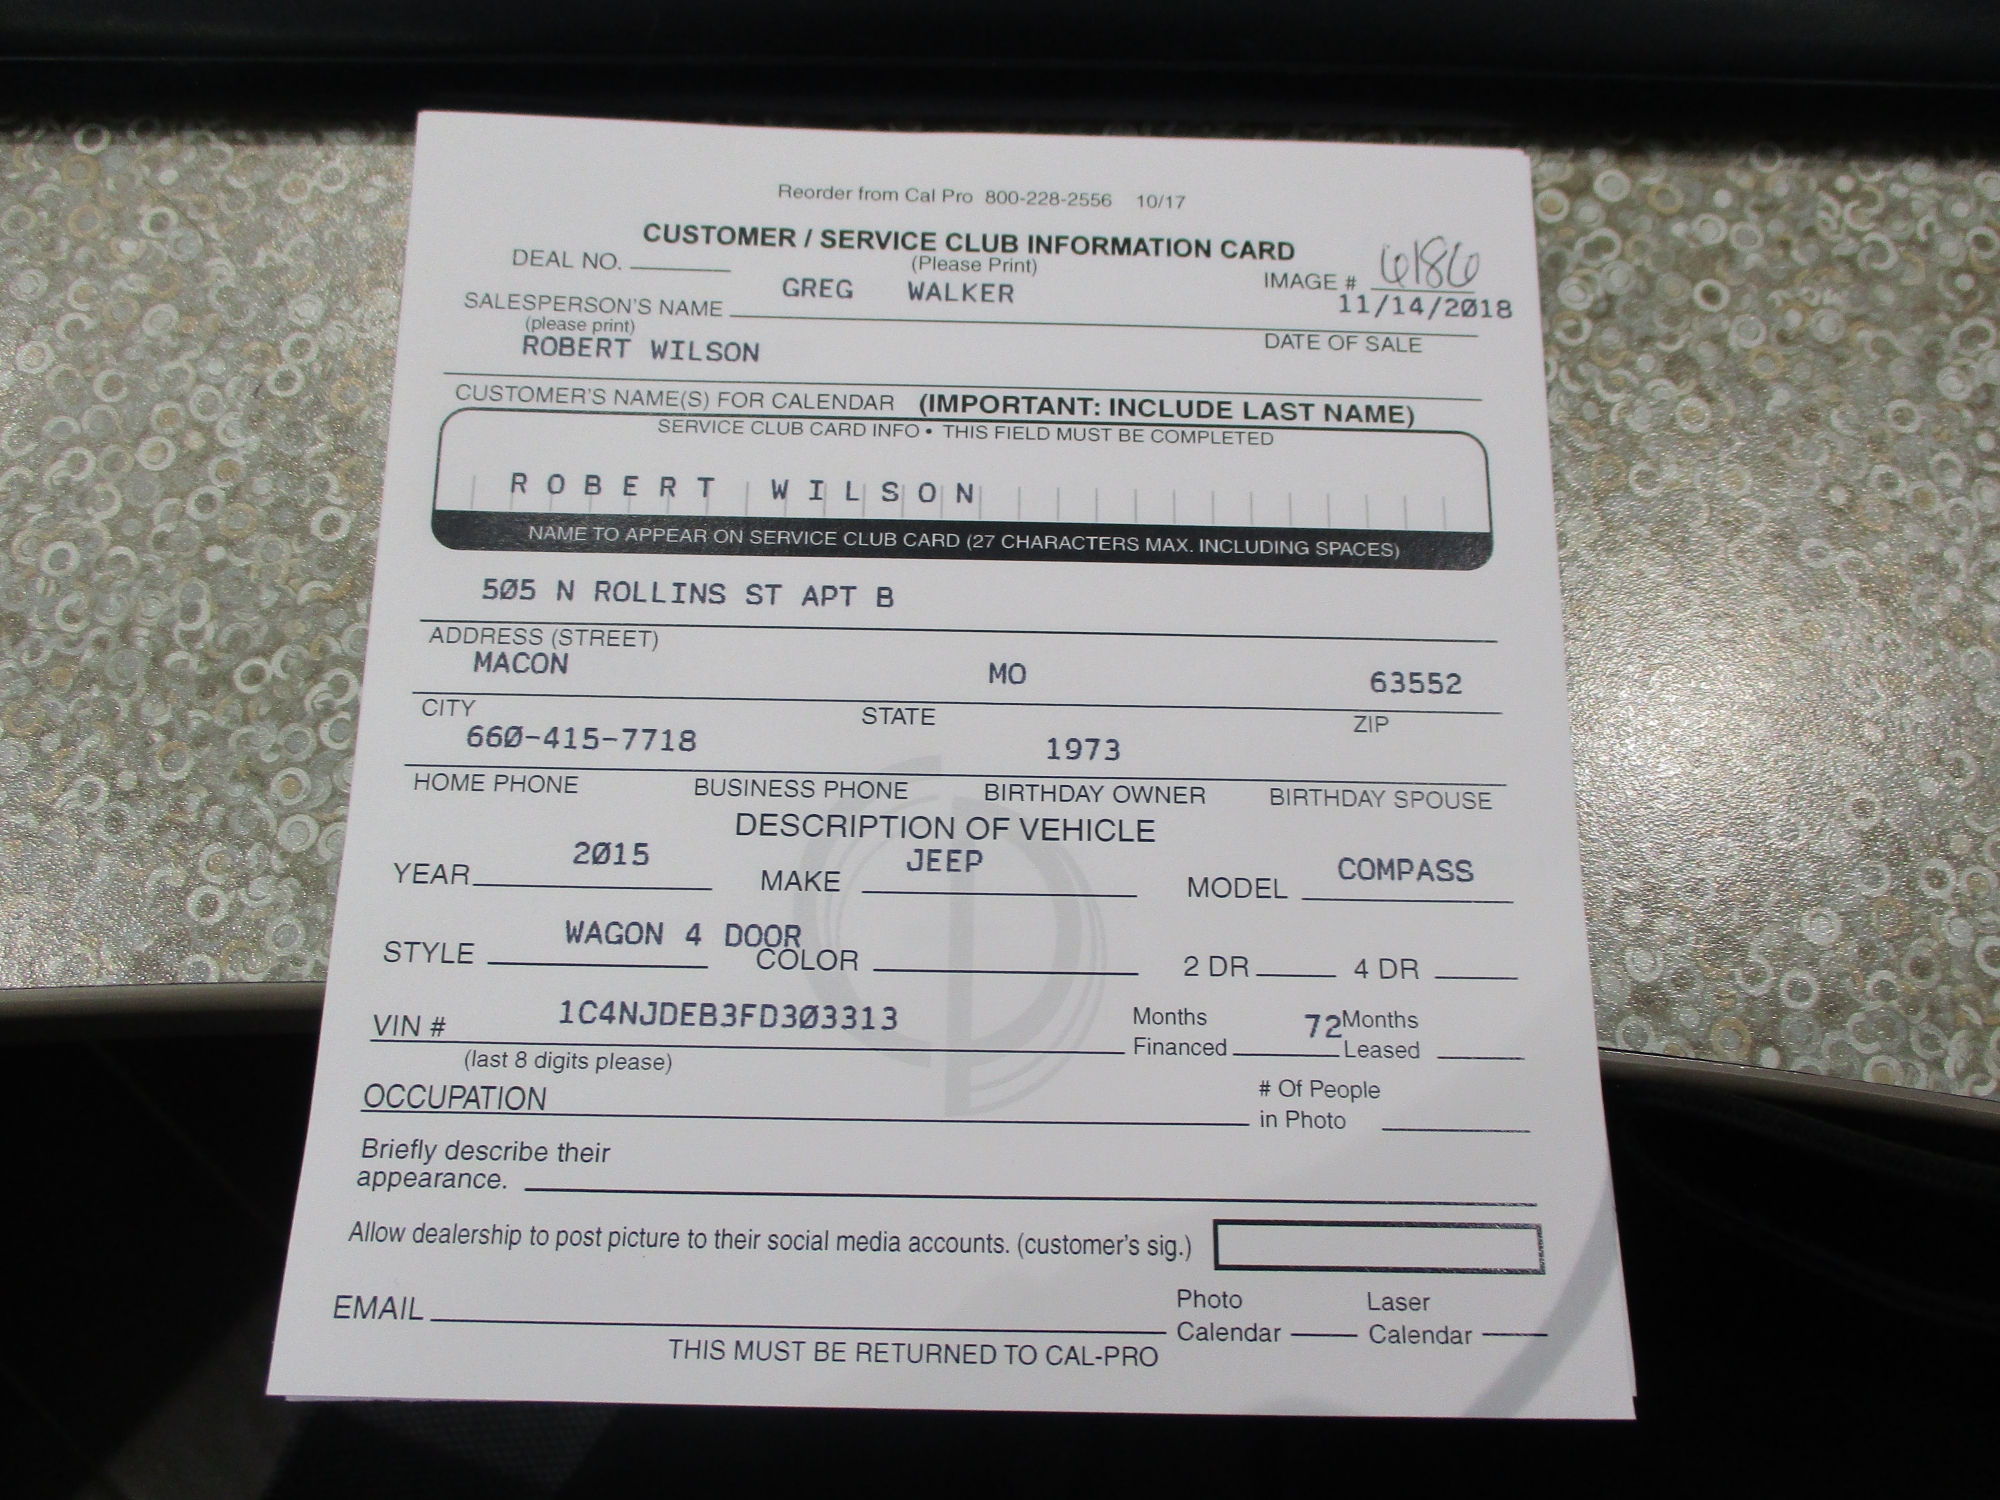 Reorder from Cal Pro 800-228-2556 10/17
CUSTOMER / SERVICE CLUB INFORMATION CARD
DEAL NO. (Please Print) IMAGE # 6186
SALESPERSON'S NAME GREG WALKER 11/14/2018
(please print) DATE OF SALE
ROBERT WILSON
CUSTOMER'S NAME(S) FOR CALENDAR (IMPORTANT: INCLUDE LAST NAME)
SERVICE CLUB CARD INFO • THIS FIELD MUST BE COMPLETED
ROBERT WILSON
NAME TO APPEAR ON SERVICE CLUB CARD (27 CHARACTERS MAX. INCLUDING SPACES)
505 N ROLLINS ST APT B
ADDRESS (STREET)
MACON MO 63552
CITY STATE ZIP
660-415-7718 1973
HOME PHONE BUSINESS PHONE BIRTHDAY OWNER BIRTHDAY SPOUSE
DESCRIPTION OF VEHICLE
YEAR 2015 MAKE JEEP MODEL COMPASS
STYLE WAGON 4 DOOR COLOR 2 DR 4 DR
VIN # 1C4NJDEB3FD303313 Months Financed 72 Months Leased
(last 8 digits please)
OCCUPATION # Of People in Photo
Briefly describe their
appearance.
Allow dealership to post picture to their social media accounts. (customer's sig.)
EMAIL Photo Calendar Laser Calendar
THIS MUST BE RETURNED TO CAL-PRO